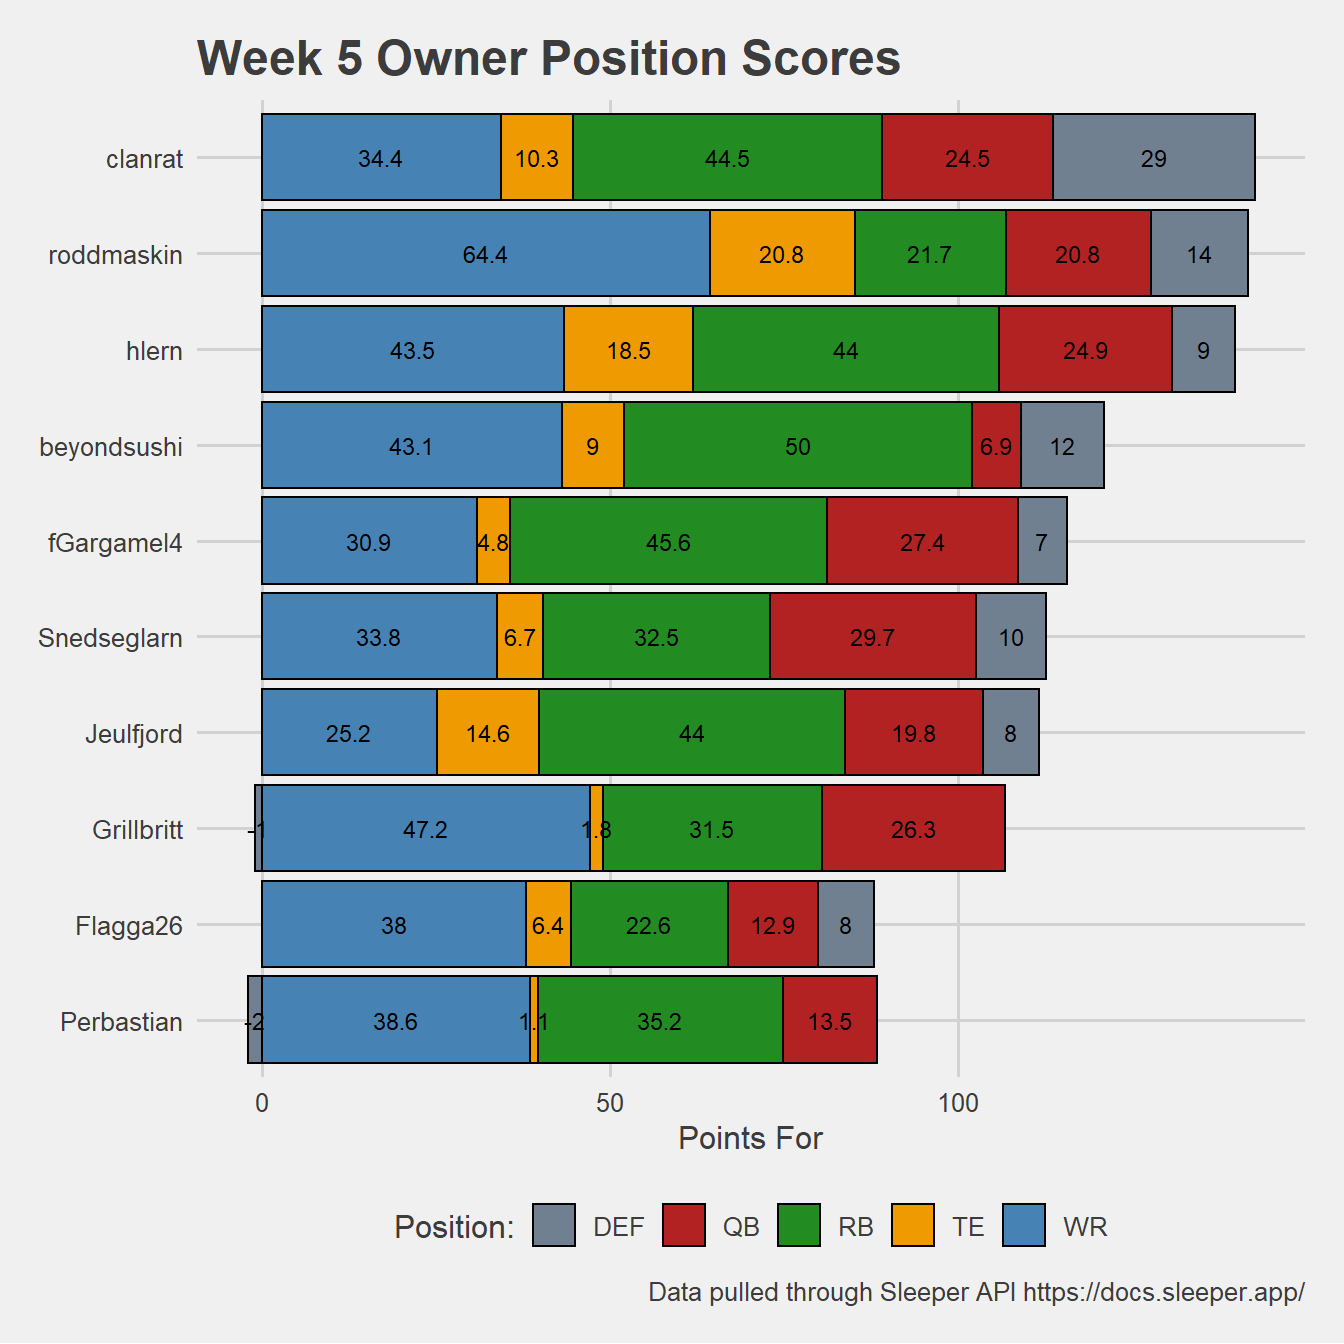 Week 5 Owner Position Scores
clanrat 34.4 10.3 44.5 24.5 29
roddmaskin 64.4 20.8 21.7 20.8 14
hlern 43.5 18.5 44 24.9 9
beyondsushi 43.1 9 50 6.9 12
fGargamel4 30.9 4.8 45.6 27.4 7
Snedseglarn 33.8 6.7 32.5 29.7 10
Jeulfjord 25.2 14.6 44 19.8 8
Grillbritt -1 47.2 1.8 31.5 26.3
Flagga26 38 6.4 22.6 12.9 8
Perbastian -2 38.6 1.1 35.2 13.5
0 50 100
Points For
Position: DEF QB RB TE WR
Data pulled through Sleeper API https://docs.sleeper.app/